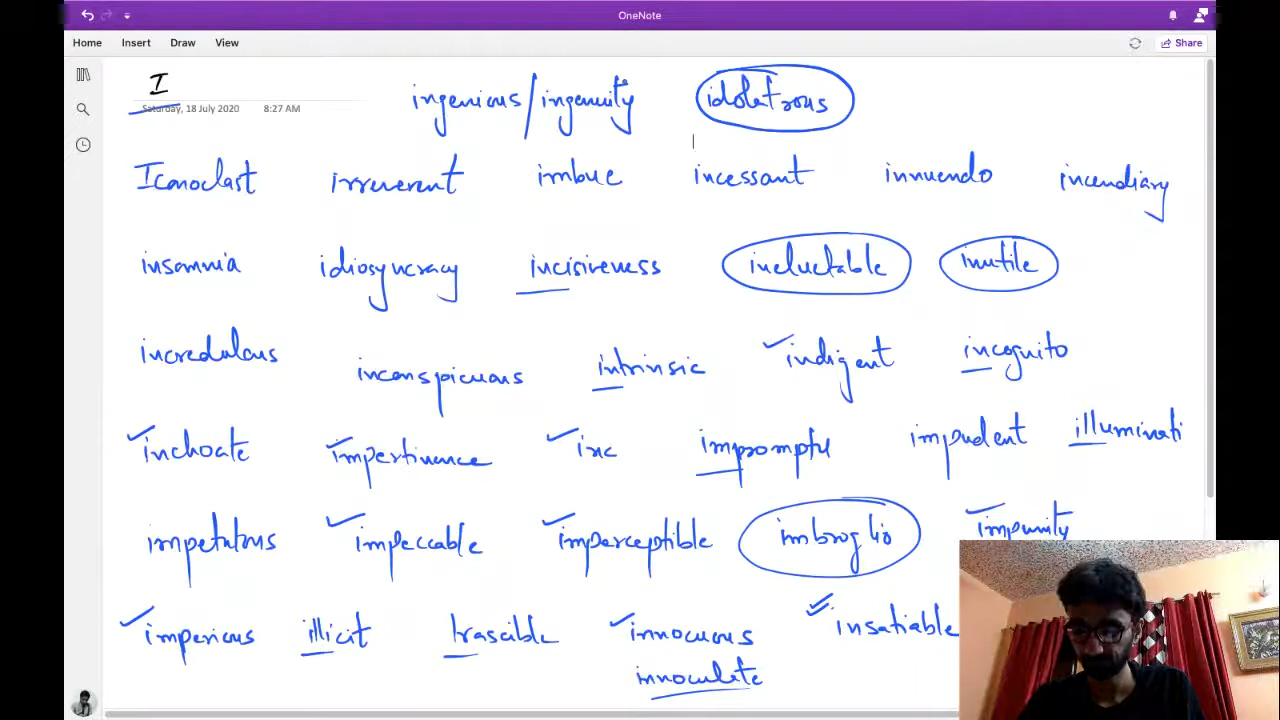 OneNote
Home Insert Draw View Share
I
Saturday, 18 July 2020 8:27 AM
ingenious/ingenuity idolatrous
Iconoclast irreverent imbue incessant innuendo incendiary
insomnia idiosyncracy incisiveness ineluctable inutile
incredulous inconspicuous intrinsic indigent incognito
inchoate impertinence inc impromptu impudent illuminati
impetuous impeccable imperceptible imbroglio impunity
imperious illicit Irascible innocuous insatiable
innoculate